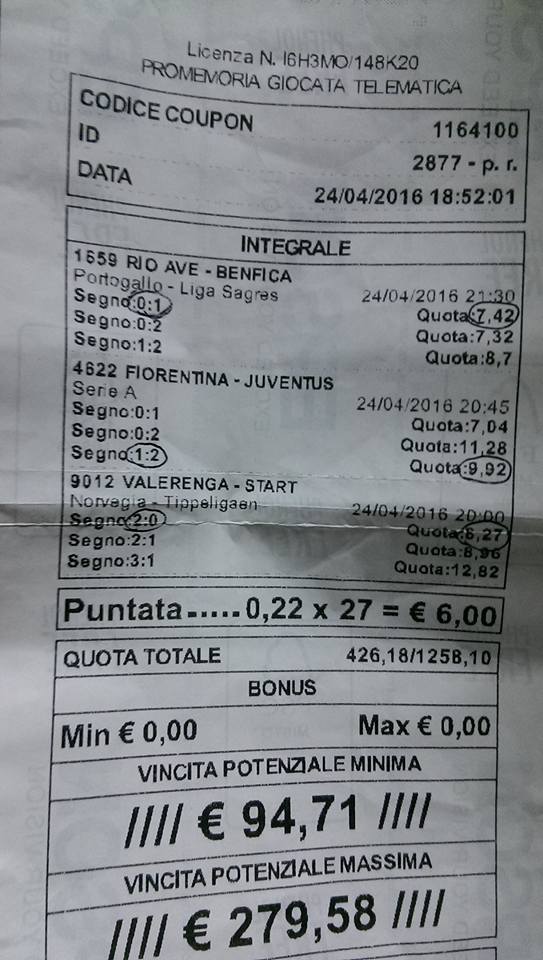 Licenza N. I6H3MO/148K20
PROMEMORIA GIOCATA TELEMATICA
CODICE COUPON 1164100
ID 2877 - p. r.
DATA 24/04/2016 18:52:01
INTEGRALE
1659 RIO AVE - BENFICA
Portogallo - Liga Sagres 24/04/2016 21:30
Segno:0:1 Quota:7,42
Segno:0:2 Quota:7,32
Segno:1:2 Quota:8,7
4622 FIORENTINA - JUVENTUS
Serie A 24/04/2016 20:45
Segno:0:1 Quota:7,04
Segno:0:2 Quota:11,28
Segno:1:2 Quota:9,92
9012 VALERENGA - START
Norvegia - Tippeligaen 24/04/2016 20:00
Segno:2:0 Quota:8,27
Segno:2:1 Quota:8,96
Segno:3:1 Quota:12,82
Puntata.....0,22 x 27 = € 6,00
QUOTA TOTALE 426,18/1258,10
BONUS
Min € 0,00 Max € 0,00
VINCITA POTENZIALE MINIMA
//// € 94,71 ////
VINCITA POTENZIALE MASSIMA
//// € 279,58 ////